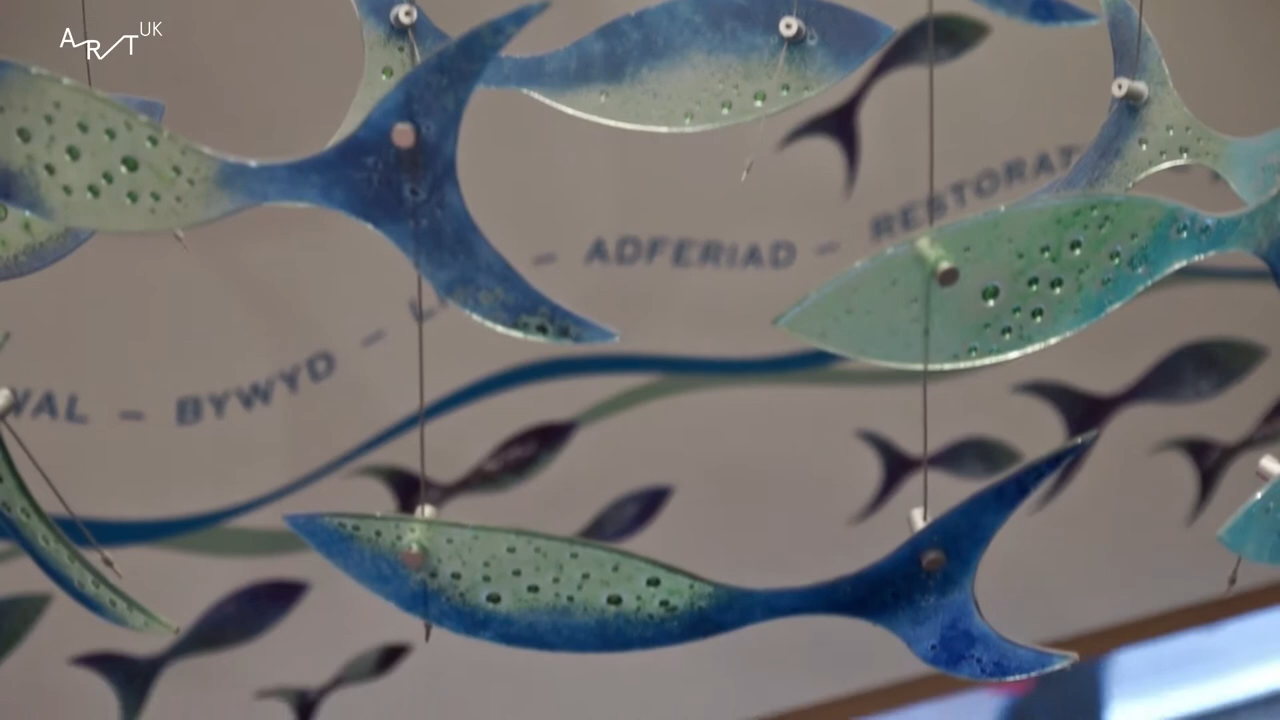 ART UK
WAL – BYWYD – – ADFERIAD – RESTORAT